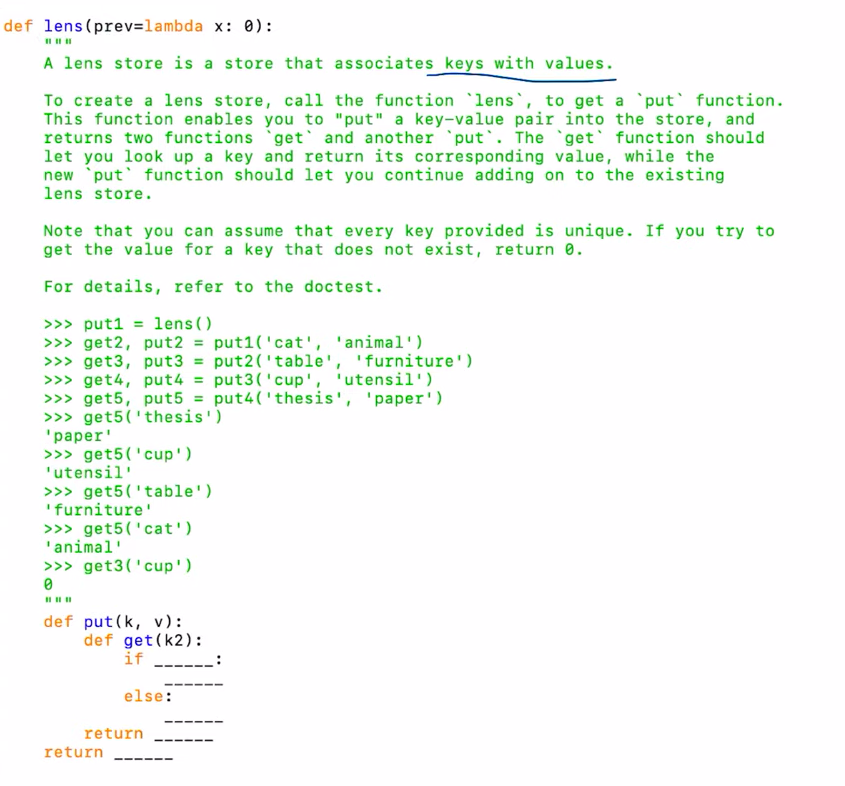 def lens(prev=lambda x: 0):
    """
    A lens store is a store that associates keys with values.

    To create a lens store, call the function `lens`, to get a `put` function.
    This function enables you to "put" a key-value pair into the store, and
    returns two functions `get` and another `put`. The `get` function should
    let you look up a key and return its corresponding value, while the
    new `put` function should let you continue adding on to the existing
    lens store.

    Note that you can assume that every key provided is unique. If you try to
    get the value for a key that does not exist, return 0.

    For details, refer to the doctest.

    >>> put1 = lens()
    >>> get2, put2 = put1('cat', 'animal')
    >>> get3, put3 = put2('table', 'furniture')
    >>> get4, put4 = put3('cup', 'utensil')
    >>> get5, put5 = put4('thesis', 'paper')
    >>> get5('thesis')
    'paper'
    >>> get5('cup')
    'utensil'
    >>> get5('table')
    'furniture'
    >>> get5('cat')
    'animal'
    >>> get3('cup')
    0
    """
    def put(k, v):
        def get(k2):
            if ______:
                ______
            else:
                ______
        return ______
    return ______